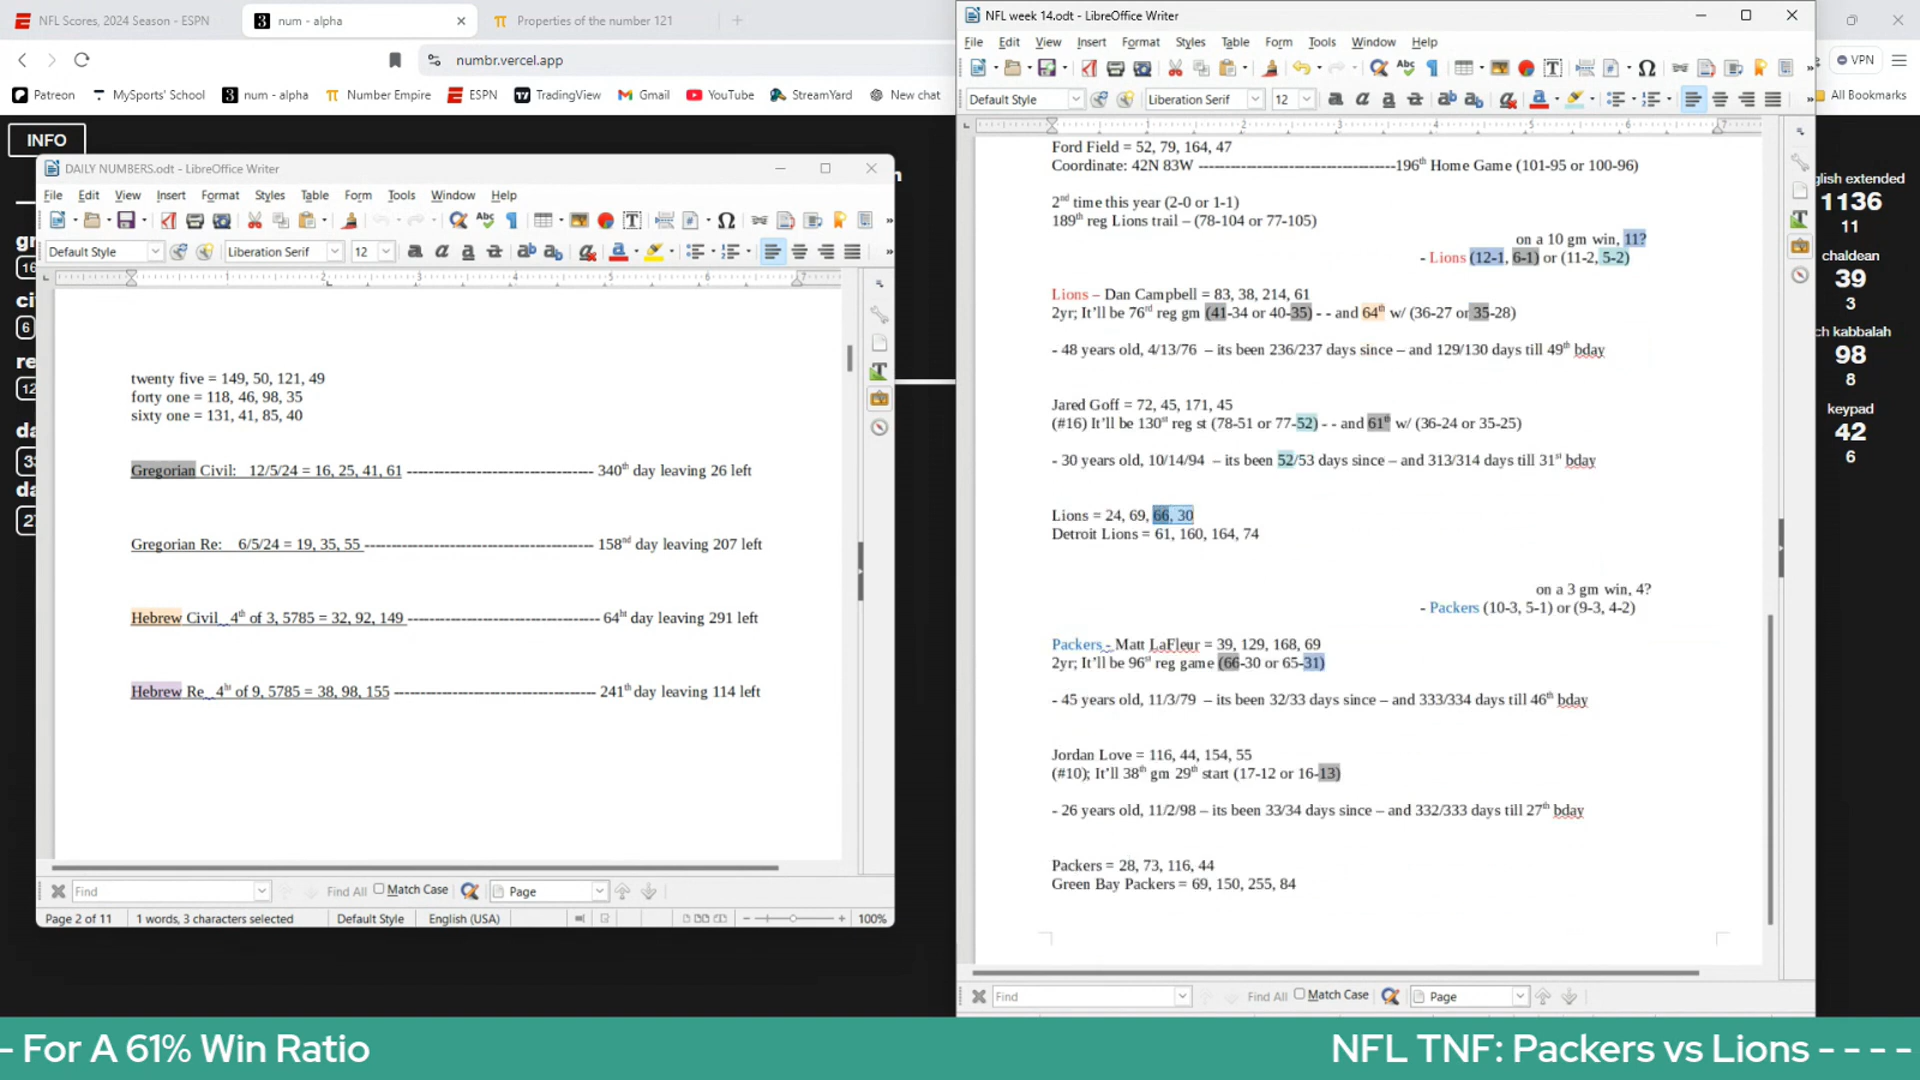 NFL Scores, 2024 Season - ESPN
num - alpha
Properties of the number 121
numbr.vercel.app
VPN
Patreon
MySports' School
num - alpha
Number Empire
ESPN
TradingView
Gmail
YouTube
StreamYard
New chat
All Bookmarks
INFO
DAILY NUMBERS.odt - LibreOffice Writer
File Edit View Insert Format Styles Table Form Tools Window Help
Default Style
Liberation Serif
12
twenty five = 149, 50, 121, 49
forty one = 118, 46, 98, 35
sixty one = 131, 41, 85, 40
Gregorian Civil: 12/5/24 = 16, 25, 41, 61 ---------------------------------- 340th day leaving 26 left
Gregorian Re: 6/5/24 = 19, 35, 55 ------------------------------------------ 158nd day leaving 207 left
Hebrew Civil 4th of 3, 5785 = 32, 92, 149 ----------------------------------- 64ht day leaving 291 left
Hebrew Re 4ht of 9, 5785 = 38, 98, 155 ------------------------------------- 241th day leaving 114 left
Find
Find All
Match Case
Page
Page 2 of 11
1 words, 3 characters selected
Default Style
English (USA)
100%
NFL week 14.odt - LibreOffice Writer
File Edit View Insert Format Styles Table Form Tools Window Help
Default Style
Liberation Serif
12
Ford Field = 52, 79, 164, 47
Coordinate: 42N 83W ------------------------------------196th Home Game (101-95 or 100-96)
2nd time this year (2-0 or 1-1)
189th reg Lions trail – (78-104 or 77-105)
on a 10 gm win, 11?
- Lions (12-1, 6-1) or (11-2, 5-2)
Lions – Dan Campbell = 83, 38, 214, 61
2yr; It’ll be 76rd reg gm (41-34 or 40-35) - - and 64th w/ (36-27 or 35-28)
- 48 years old, 4/13/76 – its been 236/237 days since – and 129/130 days till 49th bday
Jared Goff = 72, 45, 171, 45
(#16) It’ll be 130st reg st (78-51 or 77-52) - - and 61th w/ (36-24 or 35-25)
- 30 years old, 10/14/94 – its been 52/53 days since – and 313/314 days till 31st bday
Lions = 24, 69, 66, 30
Detroit Lions = 61, 160, 164, 74
on a 3 gm win, 4?
- Packers (10-3, 5-1) or (9-3, 4-2)
Packers - Matt LaFleur = 39, 129, 168, 69
2yr; It’ll be 96st reg game (66-30 or 65-31)
- 45 years old, 11/3/79 – its been 32/33 days since – and 333/334 days till 46th bday
Jordan Love = 116, 44, 154, 55
(#10); It’ll 38th gm 29th start (17-12 or 16-13)
- 26 years old, 11/2/98 – its been 33/34 days since – and 332/333 days till 27th bday
Packers = 28, 73, 116, 44
Green Bay Packers = 69, 150, 255, 84
Find
Find All
Match Case
Page
glish extended
1136
11
chaldean
39
3
ch kabbalah
98
8
keypad
42
6
- For A 61% Win Ratio
NFL TNF: Packers vs Lions - - - -